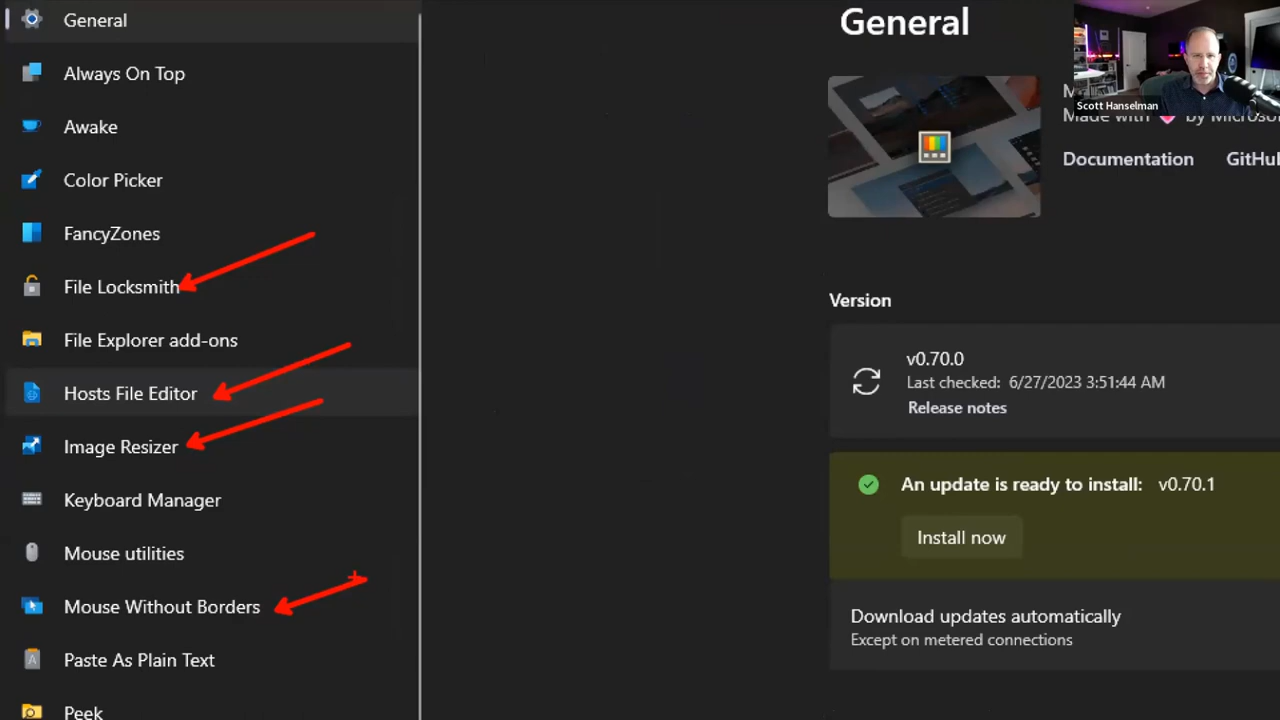 General
Always On Top
Awake
Color Picker
FancyZones
File Locksmith
File Explorer add-ons
Hosts File Editor
Image Resizer
Keyboard Manager
Mouse utilities
Mouse Without Borders
Paste As Plain Text
Peek
General
Scott Hanselman
Made with by
Documentation GitHu
Version
v0.70.0
Last checked: 6/27/2023 3:51:44 AM
Release notes
An update is ready to install: v0.70.1
Install now
Download updates automatically
Except on metered connections